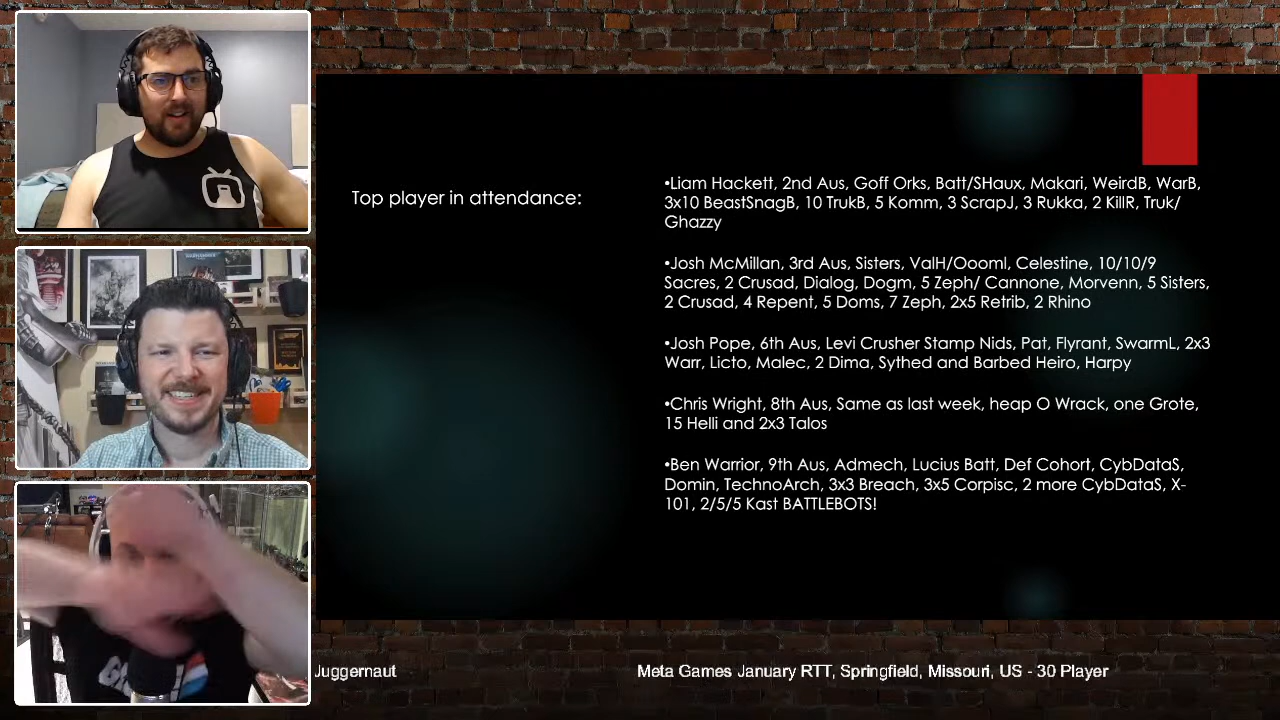 Top player in attendance:
•Liam Hackett, 2nd Aus, Goff Orks, Batt/SHaux, Makari, WeirdB, WarB,
3x10 BeastSnagB, 10 TrukB, 5 Komm, 3 ScrapJ, 3 Rukka, 2 KillR, Truk/
Ghazzy
•Josh McMillan, 3rd Aus, Sisters, ValH/Oooml, Celestine, 10/10/9
Sacres, 2 Crusad, Dialog, Dogm, 5 Zeph/ Cannone, Morvenn, 5 Sisters,
2 Crusad, 4 Repent, 5 Doms, 7 Zeph, 2x5 Retrib, 2 Rhino
•Josh Pope, 6th Aus, Levi Crusher Stamp Nids, Pat, Flyrant, SwarmL, 2x3
Warr, Licto, Malec, 2 Dima, Sythed and Barbed Heiro, Harpy
•Chris Wright, 8th Aus, Same as last week, heap O Wrack, one Grote,
15 Helli and 2x3 Talos
•Ben Warrior, 9th Aus, Admech, Lucius Batt, Def Cohort, CybDataS,
Domin, TechnoArch, 3x3 Breach, 3x5 Corpisc, 2 more CybDataS, X-
101, 2/5/5 Kast BATTLEBOTS!
Juggernaut
Meta Games January RTT, Springfield, Missouri, US - 30 Player